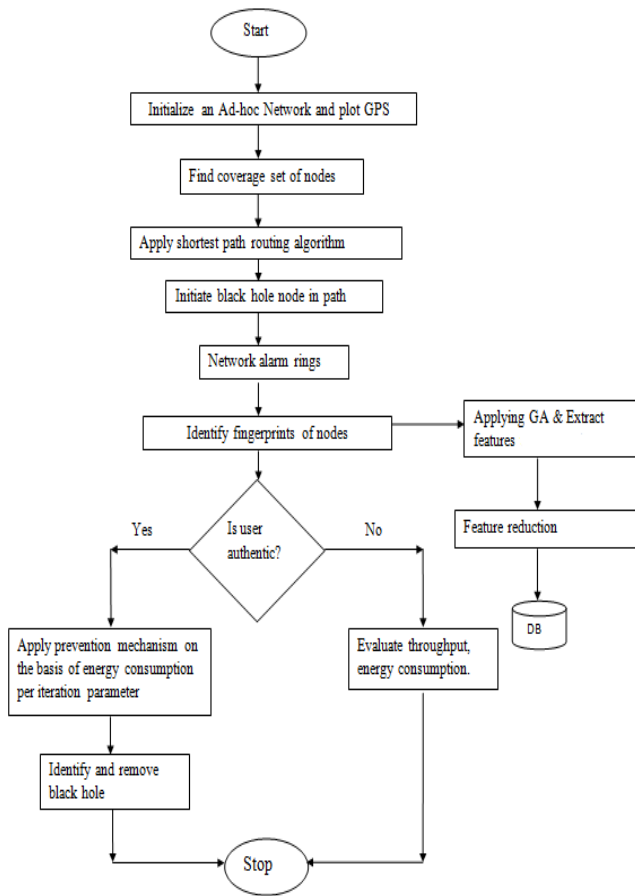 Start
Initialize an Ad-hoc Network and plot GPS
Find coverage set of nodes
Apply shortest path routing algorithm
Initiate black hole node in path
Network alarm rings
Identify fingerprints of nodes
Applying GA & Extract
features
Feature reduction
DB
Is user
authentic?
Yes
No
Apply prevention mechanism on
the basis of energy consumption
per iteration parameter
Evaluate throughput,
energy consumption.
Identify and remove
black hole
Stop